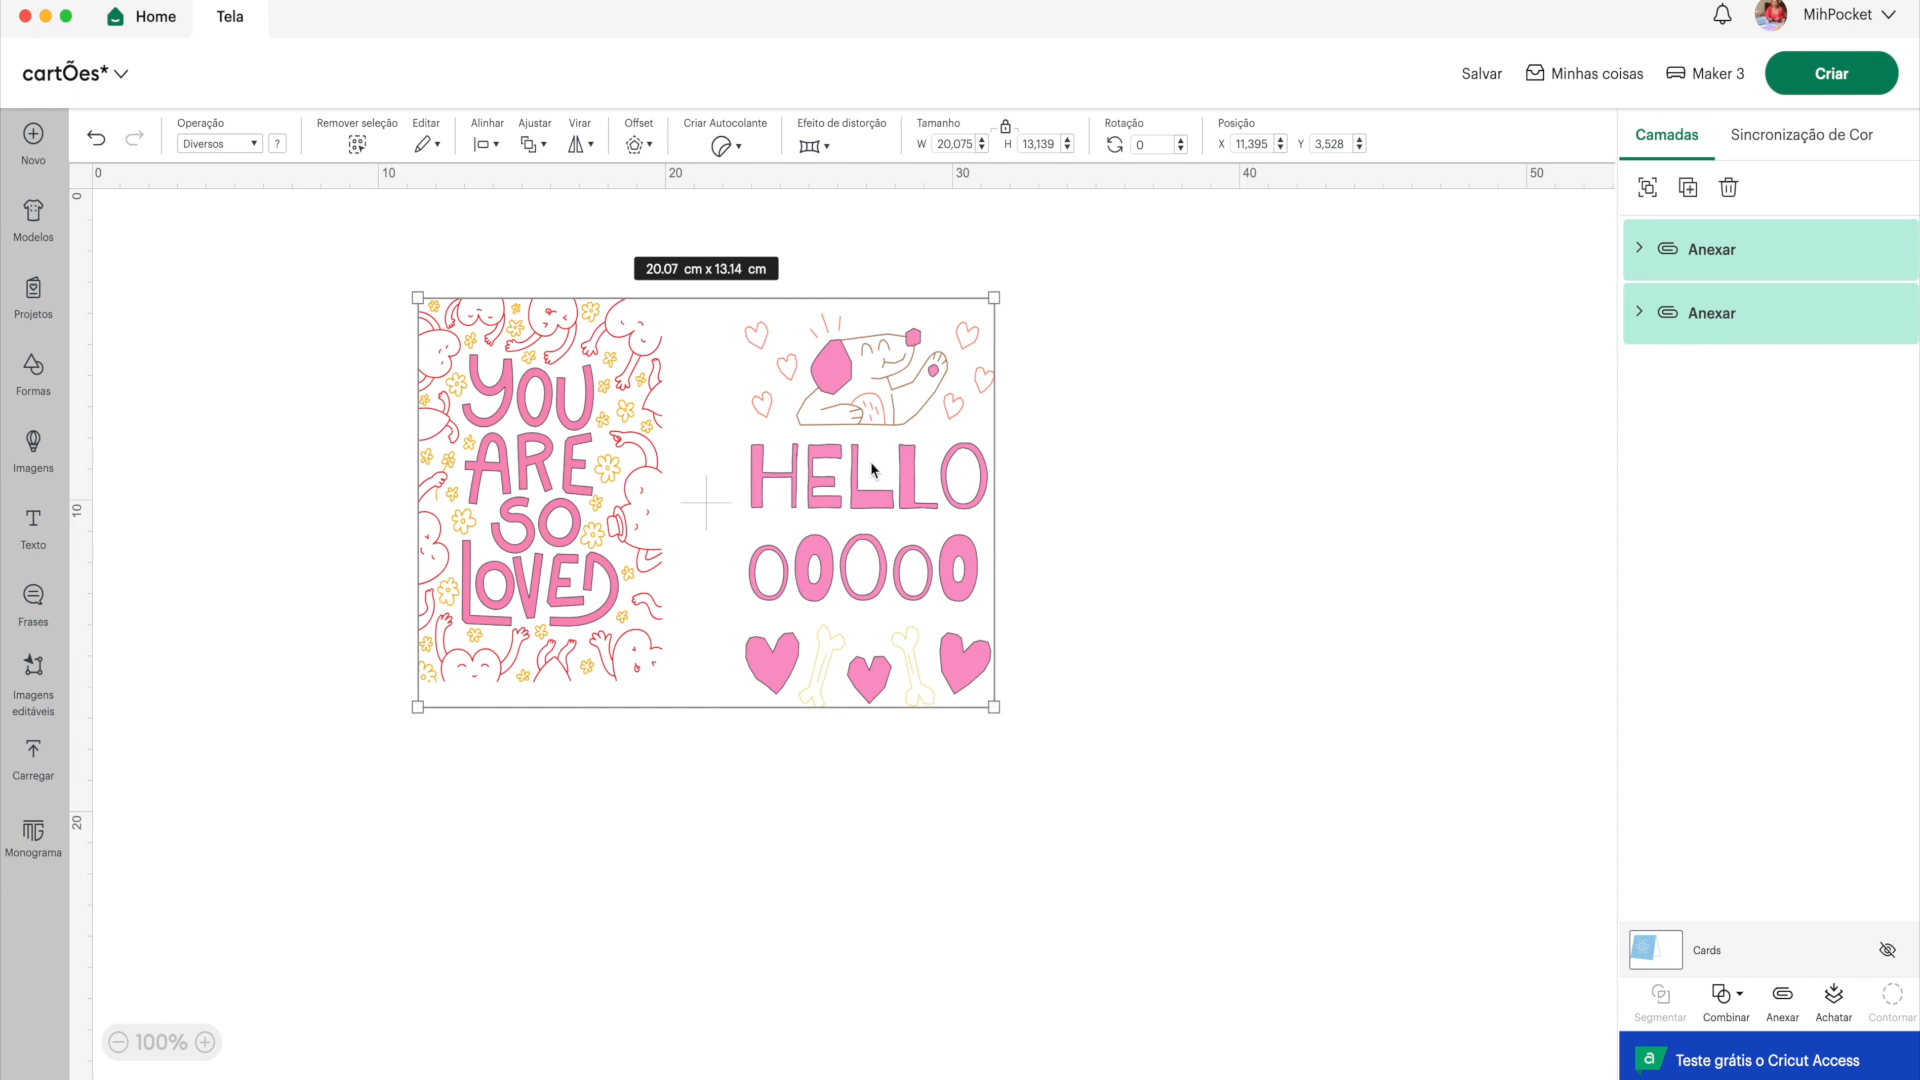 Home
Tela
MihPocket
cartÕes*
Salvar
Minhas coisas
Maker 3
Criar
Operação
Diversos
?
Remover seleção
Editar
Alinhar
Ajustar
Virar
Offset
Criar Autocolante
Efeito de distorção
Tamanho
W 20,075
H 13,139
Rotação
0
Posição
X 11,395
Y 3,528
Camadas
Sincronização de Cor
Novo
Modelos
Projetos
Formas
Imagens
Texto
Frases
Imagens
editáveis
Carregar
Monograma
0 10 20 30 40 50
0
10
20
20.07 cm x 13.14 cm
YOU
ARE
SO
LOVED
HELLO
OOOOO
Anexar
Anexar
Cards
Segmentar
Combinar
Anexar
Achatar
Contornar
100%
a
Teste grátis o Cricut Access